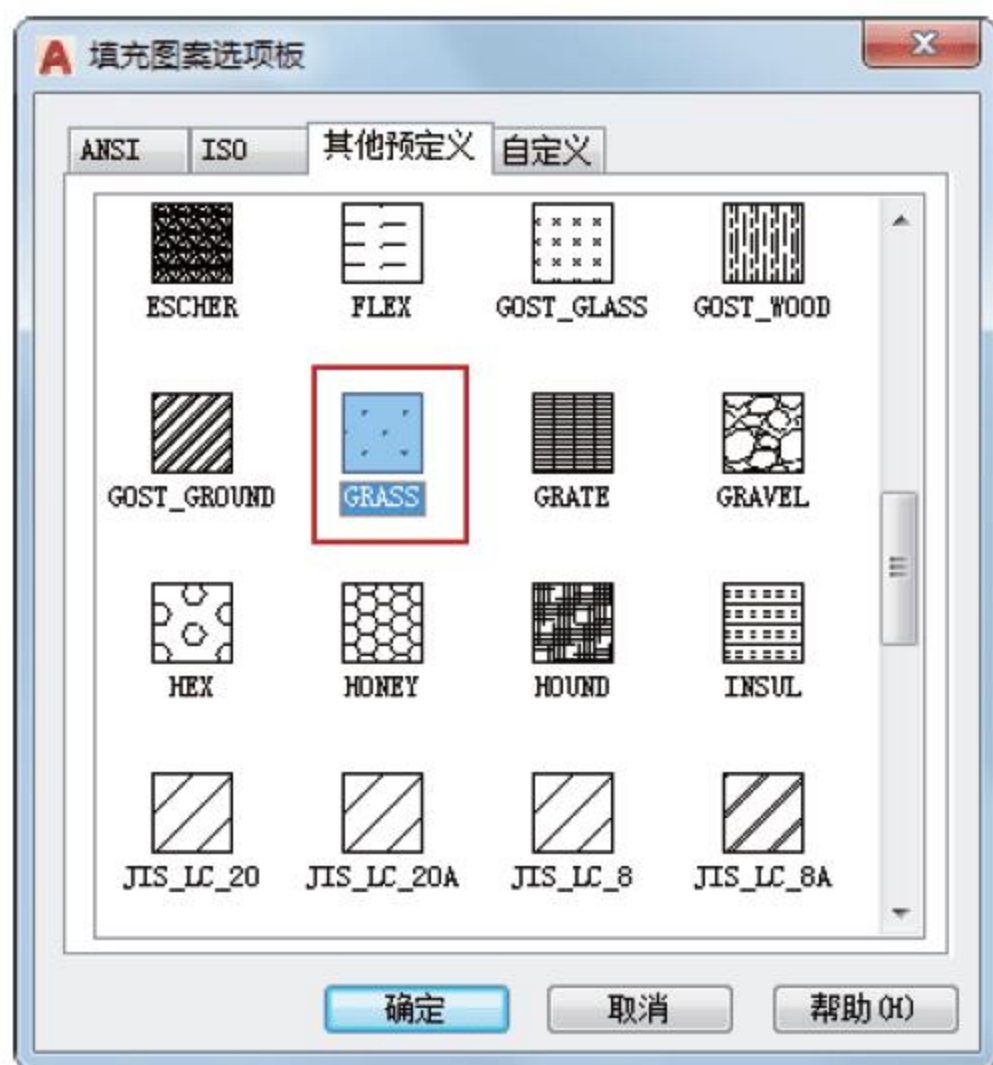 填充图案选项板
ANSI ISO 其他预定义 自定义
ESCHER FLEX GOST_GLASS GOST_WOOD
GOST_GROUND GRASS GRATE GRAVEL
HEX HONEY HOUND INSUL
JIS_LC_20 JIS_LC_20A JIS_LC_8 JIS_LC_8A
确定 取消 帮助(H)